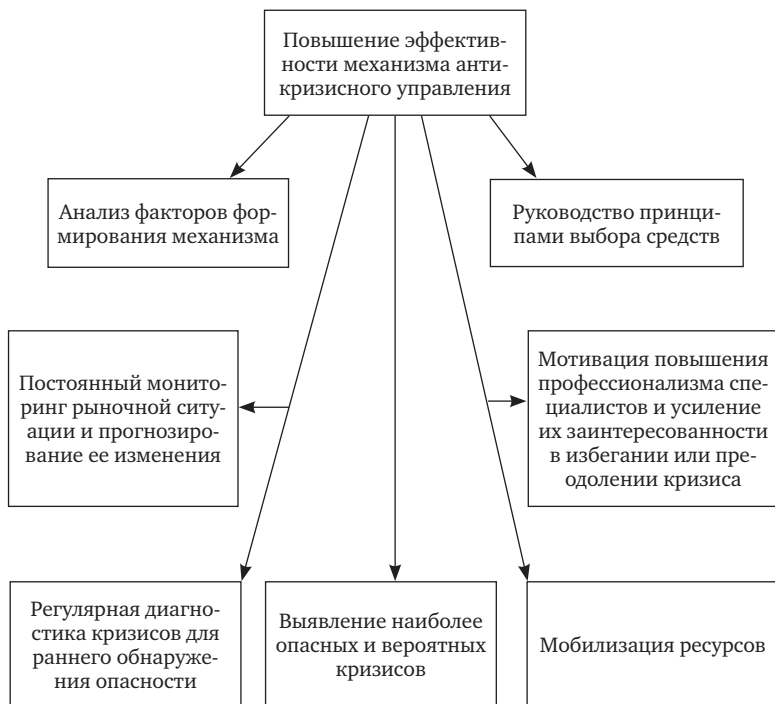 Повышение эффектив-
ности механизма анти-
кризисного управления
Анализ факторов фор-
мирования механизма
Руководство принци-
пами выбора средств
Постоянный монито-
ринг рыночной ситу-
ации и прогнозиро-
вание ее изменения
Мотивация повышения
профессионализма спе-
циалистов и усиление
их заинтересованности
в избегании или пре-
одолении кризиса
Регулярная диагно-
стика кризисов для
раннего обнаруже-
ния опасности
Выявление наиболее
опасных и вероятных
кризисов
Мобилизация ресурсов